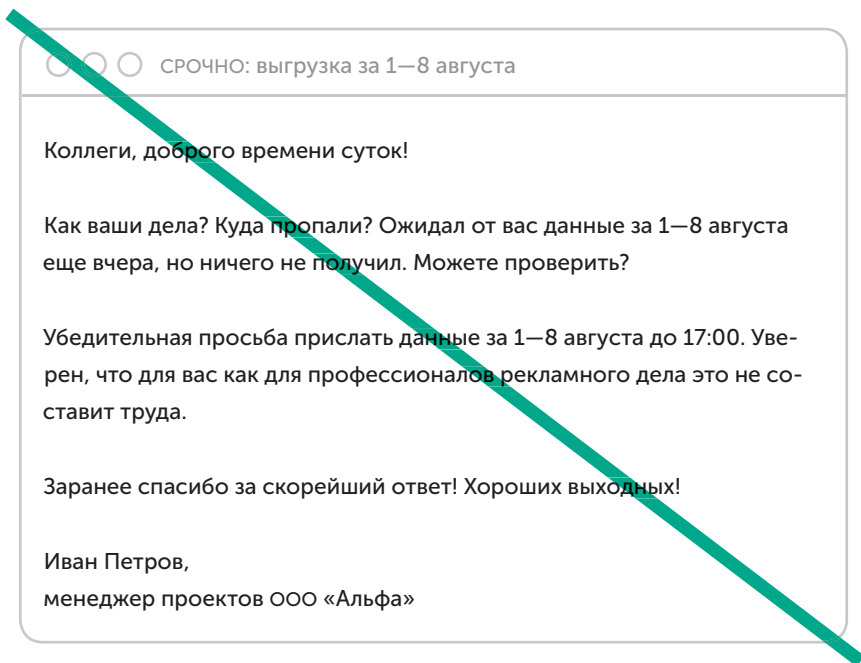 СРОЧНО: выгрузка за 1—8 августа
Коллеги, доброго времени суток!
Как ваши дела? Куда пропали? Ожидал от вас данные за 1—8 августа
еще вчера, но ничего не получил. Можете проверить?
Убедительная просьба прислать данные за 1—8 августа до 17:00. Уве-
рен, что для вас как для профессионалов рекламного дела это не со-
ставит труда.
Заранее спасибо за скорейший ответ! Хороших выходных!
Иван Петров,
менеджер проектов ООО «Альфа»